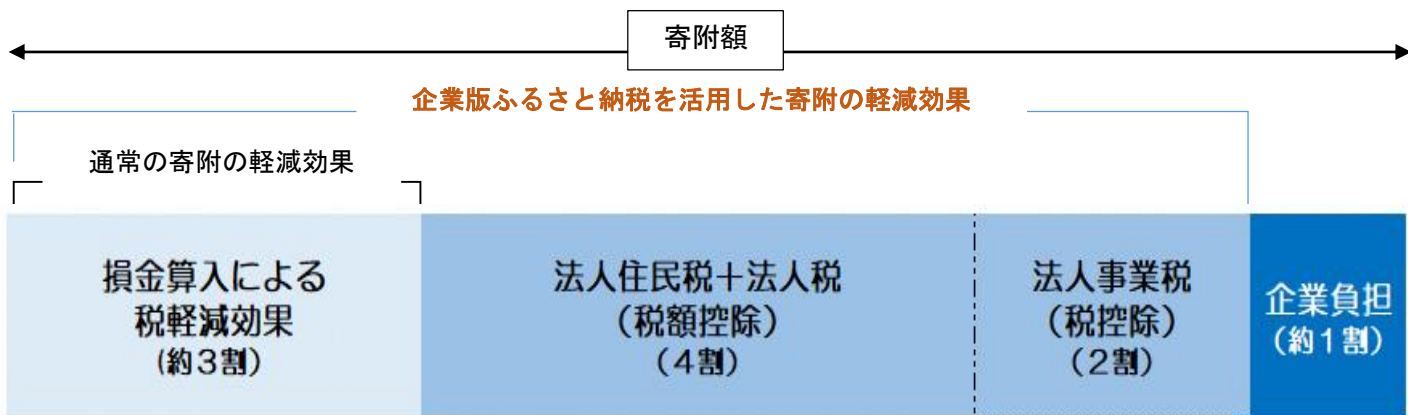 寄附額
企業版ふるさと納税を活用した寄附の軽減効果
通常の寄附の軽減効果
損金算入による
税軽減効果
(約3割)
法人住民税+法人税
(税額控除)
(4割)
法人事業税
(税控除)
(2割)
企業負担
(約1割)